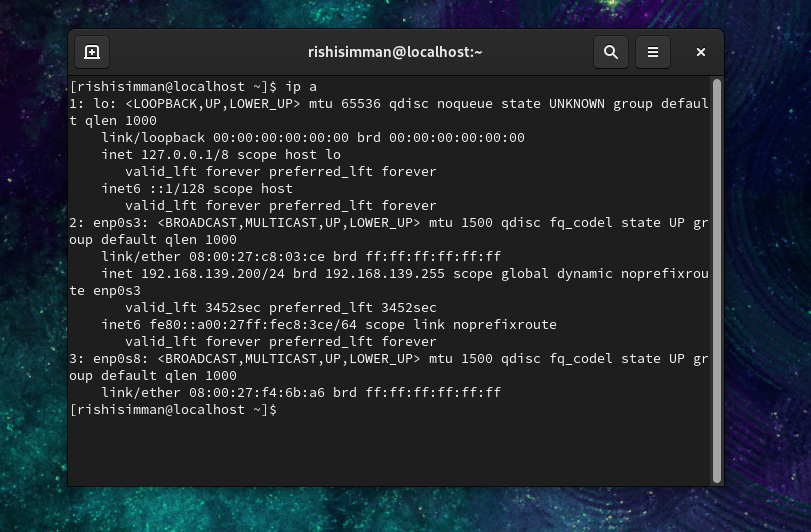 rishisimman@localhost:~
[rishisimman@localhost ~]$ ip a
1: lo: <LOOPBACK,UP,LOWER_UP> mtu 65536 qdisc noqueue state UNKNOWN group defaul
t qlen 1000
    link/loopback 00:00:00:00:00:00 brd 00:00:00:00:00:00
    inet 127.0.0.1/8 scope host lo
       valid_lft forever preferred_lft forever
    inet6 ::1/128 scope host
       valid_lft forever preferred_lft forever
2: enp0s3: <BROADCAST,MULTICAST,UP,LOWER_UP> mtu 1500 qdisc fq_codel state UP gr
oup default qlen 1000
    link/ether 08:00:27:c8:03:ce brd ff:ff:ff:ff:ff:ff
    inet 192.168.139.200/24 brd 192.168.139.255 scope global dynamic noprefixrou
te enp0s3
       valid_lft 3452sec preferred_lft 3452sec
    inet6 fe80::a00:27ff:fec8:3ce/64 scope link noprefixroute
       valid_lft forever preferred_lft forever
3: enp0s8: <BROADCAST,MULTICAST,UP,LOWER_UP> mtu 1500 qdisc fq_codel state UP gr
oup default qlen 1000
    link/ether 08:00:27:f4:6b:a6 brd ff:ff:ff:ff:ff:ff
[rishisimman@localhost ~]$